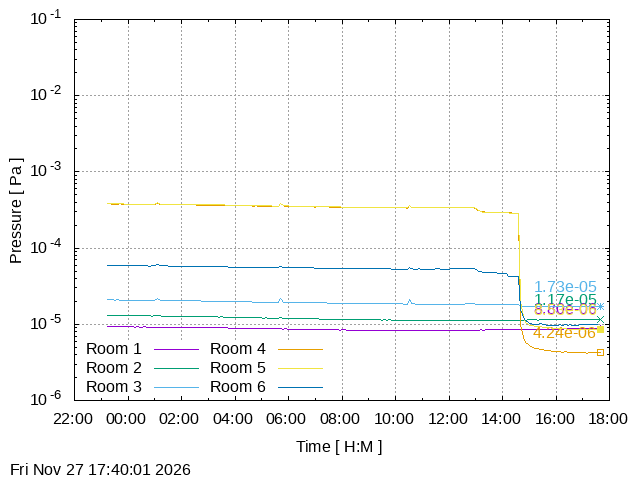 10^-1
10^-2
10^-3
10^-4
10^-5
10^-6
Pressure [ Pa ]
1.73e-05
1.17e-05
4.24e-06
Room 1 Room 4
Room 2 Room 5
Room 3 Room 6
22:00 00:00 02:00 04:00 06:00 08:00 10:00 12:00 14:00 16:00 18:00
Time [ H:M ]
Fri Nov 27 17:40:01 2026